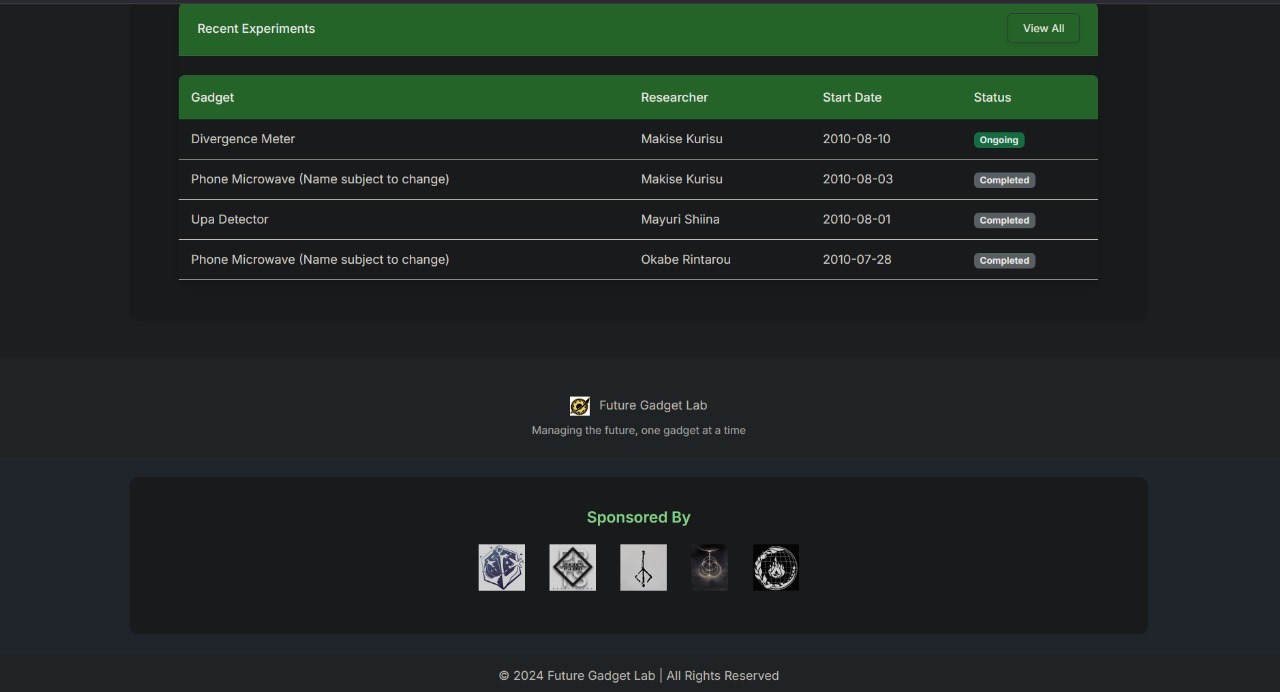 Recent Experiments View All
Gadget Researcher Start Date Status
Divergence Meter Makise Kurisu 2010-08-10 Ongoing
Phone Microwave (Name subject to change) Makise Kurisu 2010-08-03 Completed
Upa Detector Mayuri Shiina 2010-08-01 Completed
Phone Microwave (Name subject to change) Okabe Rintarou 2010-07-28 Completed
Future Gadget Lab
Managing the future, one gadget at a time
Sponsored By
© 2024 Future Gadget Lab | All Rights Reserved